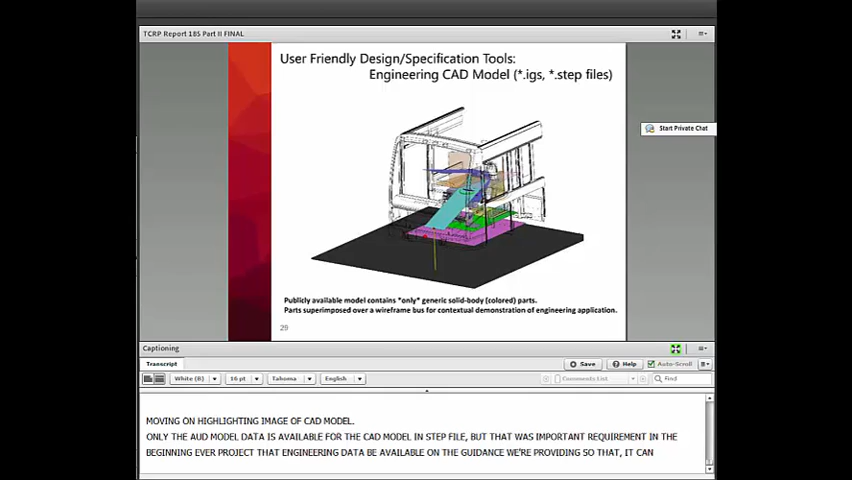 TCRP Report 185 Part II FINAL
User Friendly Design/Specification Tools:
Engineering CAD Model (*.igs, *.step files)
Start Private Chat
Publicly available model contains *only* generic solid-body (colored) parts.
Parts superimposed over a wireframe bus for contextual demonstration of engineering application.
29
Captioning
Transcript
Save
Help
Auto-Scroll
White (B)
16 pt
Tahoma
English
Comments List
Find
MOVING ON HIGHLIGHTING IMAGE OF CAD MODEL.
ONLY THE AUD MODEL DATA IS AVAILABLE FOR THE CAD MODEL IN STEP FILE, BUT THAT WAS IMPORTANT REQUIREMENT IN THE
BEGINNING EVER PROJECT THAT ENGINEERING DATA BE AVAILABLE ON THE GUIDANCE WE'RE PROVIDING SO THAT, IT CAN